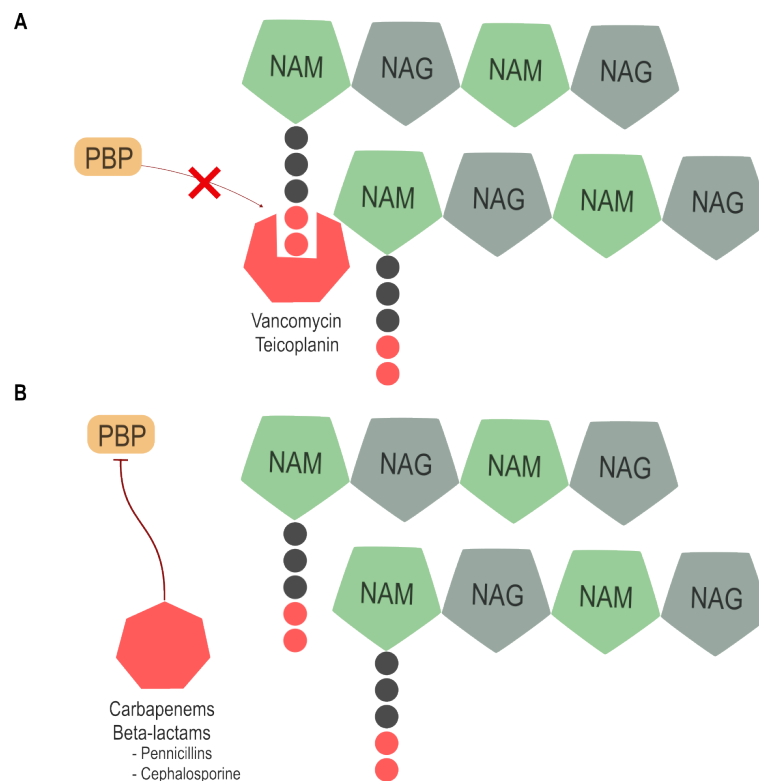 A
NAM NAG NAM NAG
PBP
NAM NAG NAM NAG
Vancomycin
Teicoplanin
B
PBP
NAM NAG NAM NAG
NAM NAG NAM NAG
Carbapenems
Beta-lactams
- Pennicillins
- Cephalosporine